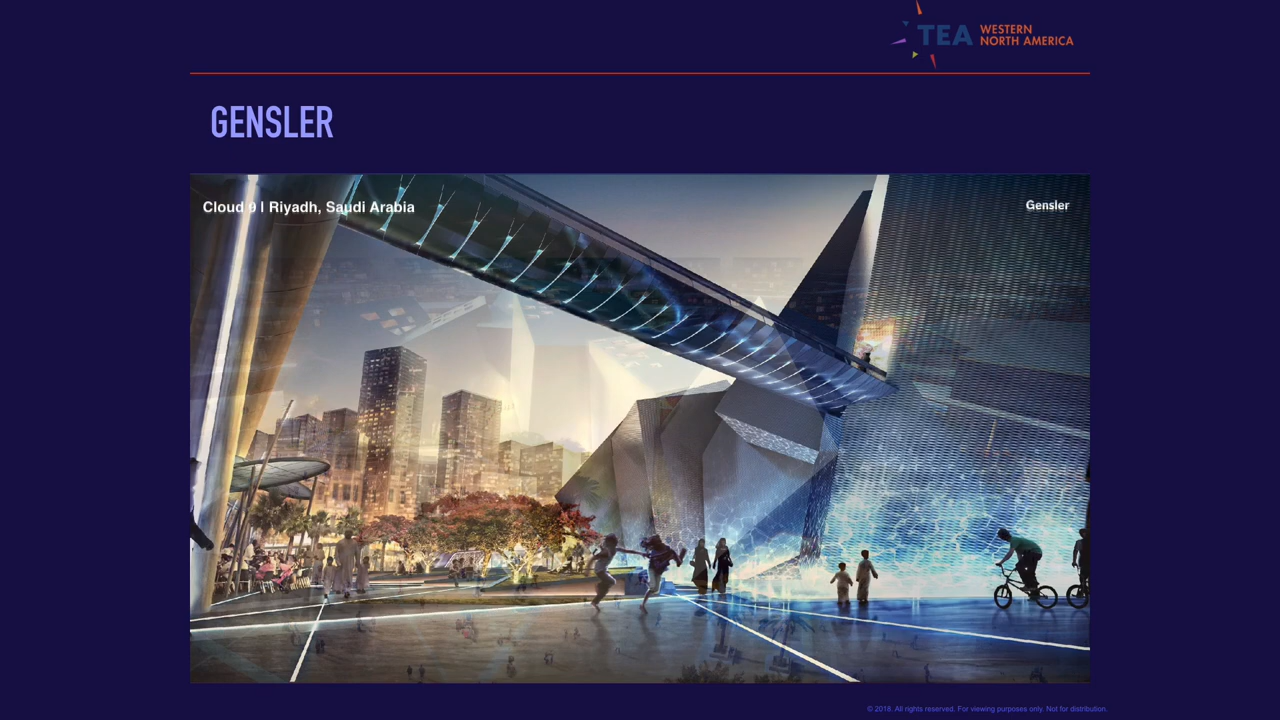 TEA WESTERN
NORTH AMERICA
GENSLER
Cloud 9 | Riyadh, Saudi Arabia
Gensler
© 2018. All rights reserved. For viewing purposes only. Not for distribution.